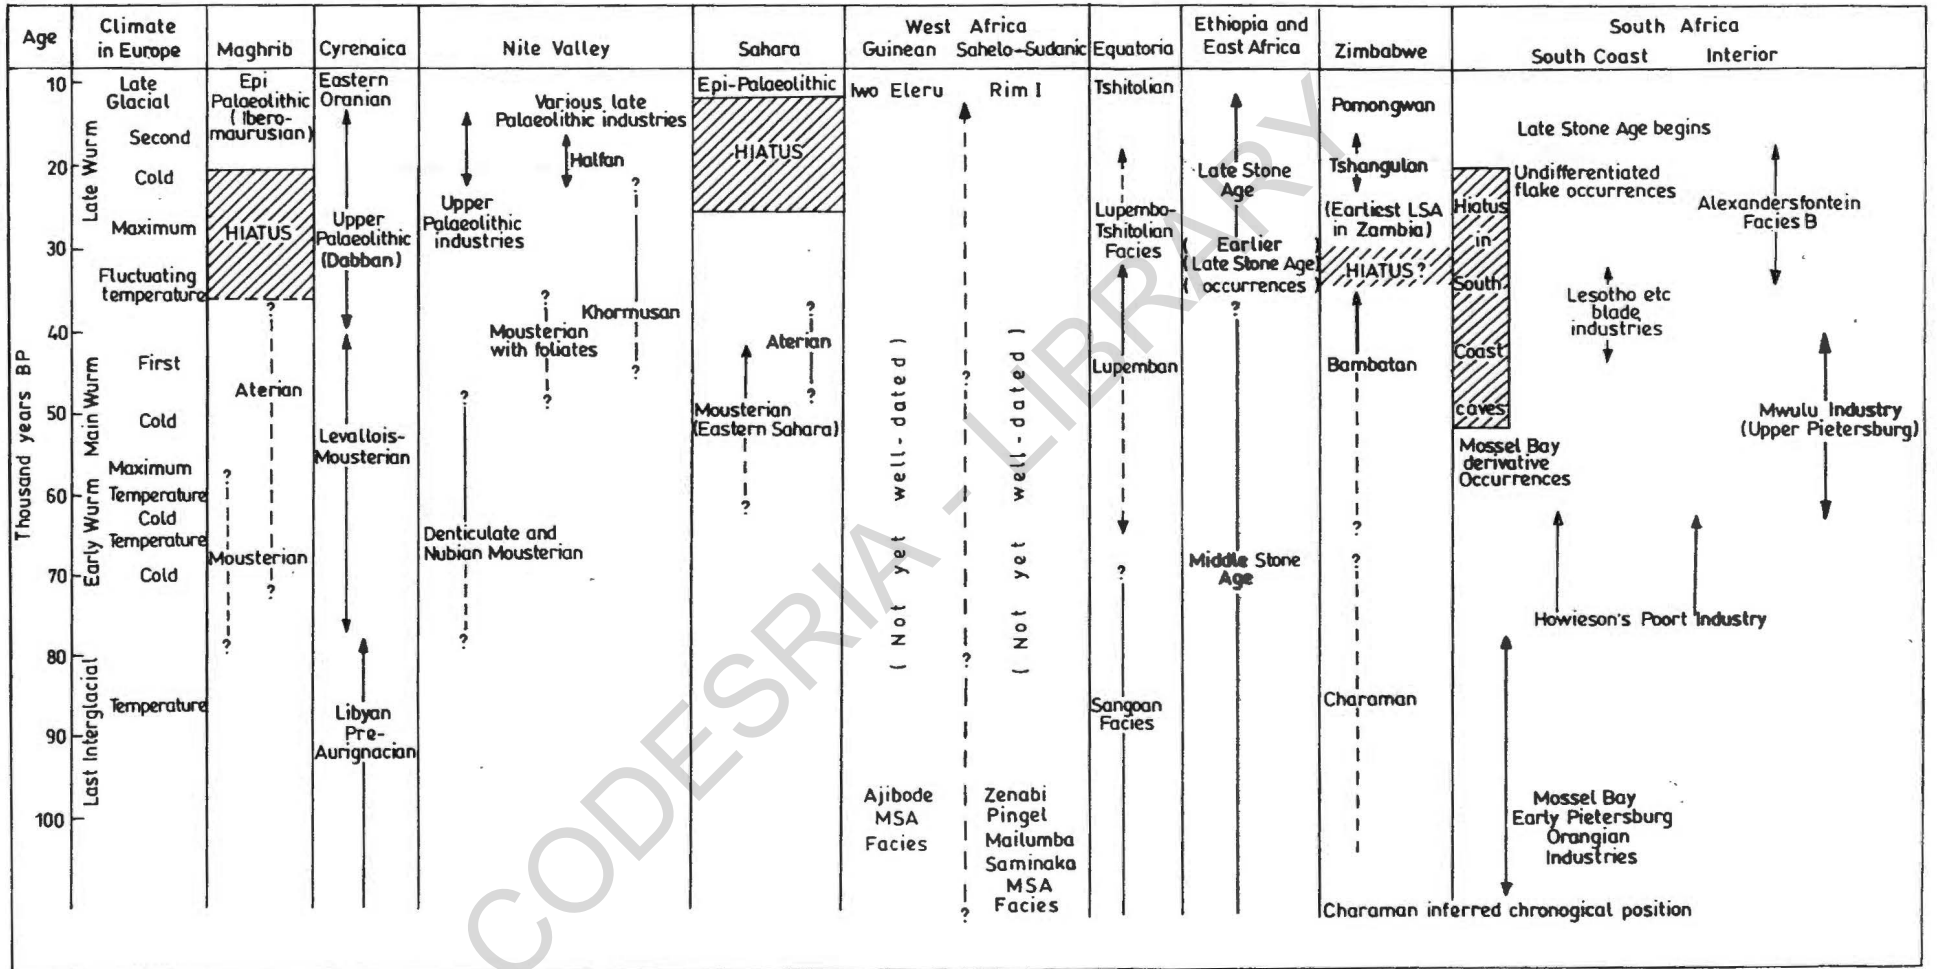 Age
Climate
in Europe
Maghrib
Cyrenaica
Nile Valley
Sahara
West Africa
Guinean
Sahelo-Sudanic
Equatoria
Ethiopia and
East Africa
Zimbabwe
South Africa
South Coast
Interior
Thousand years BP
10
20
30
40
50
60
70
80
90
100
Late Wurm
Main Wurm
Early Wurm
Last Interglacial
Late
Glacial
Second
Cold
Maximum
Fluctuating
temperature
First
Cold
Maximum
Temperature
Cold
Temperature
Cold
Temperature
Epi
Palaeolithic
(Ibero-
maurusian)
HIATUS
?
Aterian
?
Mousterian
?
?
Eastern
Oranian
Upper
Palaeolithic
(Dabban)
Levallois-
Mousterian
Libyan
Pre-
Aurignacian
Various late
Palaeolithic industries
Halfan
?
Upper
Palaeolithic
industries
?
Khormusan
Mousterian
with foliates
?
?
?
Denticulate and
Nubian Mousterian
?
Epi-Palaeolithic
HIATUS
?
Aterian
?
Mousterian
(Eastern Sahara)
?
Iwo Eleru
(Not yet well-dated)
Ajibode
MSA
Facies
?
?
?
Rim I
(Not yet well-dated)
Zenabi
Pingel
Mailumba
Saminaka
MSA
Facies
Tshitolian
Lupembo-
Tshitolian
Facies
Lupemban
?
Sangoan
Facies
Late Stone
Age
( Earlier )
(Late Stone Age)
( occurrences )
?
Middle Stone
Age
Pomongwan
Tshangulan
(Earliest LSA
in Zambia)
HIATUS ?
Bambatan
?
?
Charaman
Late Stone Age begins
Undifferentiated
flake occurrences
Hiatus
in
South
Coast
caves
Alexandersfontein
Facies B
Lesotho etc
blade
industries
Mwulu Industry
(Upper Pietersburg)
Mossel Bay
derivative
Occurrences
Howieson's Poort Industry
Mossel Bay
Early Pietersburg
Orangian
Industries
Charaman inferred chronogical position
CODESRIA - LIBRARY